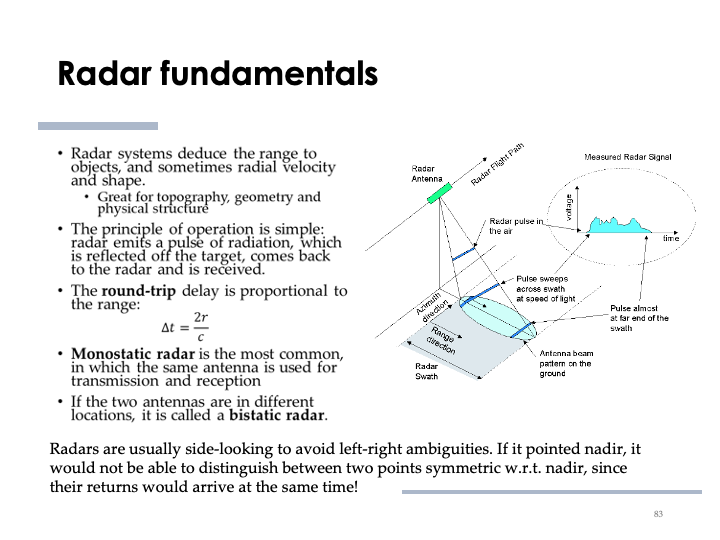 Radar fundamentals
• Radar systems deduce the range to
objects, and sometimes radial velocity
and shape.
• Great for topography, geometry and
physical structure
• The principle of operation is simple:
radar emits a pulse of radiation, which
is reflected off the target, comes back
to the radar and is received.
• The round-trip delay is proportional to
the range:
Δt = 2r/c
• Monostatic radar is the most common,
in which the same antenna is used for
transmission and reception
• If the two antennas are in different
locations, it is called a bistatic radar.
Radar
Antenna
Radar Flight Path
Measured Radar Signal
voltage
time
Radar pulse in
the air
Pulse sweeps
across swath
at speed of light
Pulse almost
at far end of the
swath
Azimuth
direction
Range
direction
Radar
Swath
Antenna beam
pattern on the
ground
Radars are usually side-looking to avoid left-right ambiguities. If it pointed nadir, it
would not be able to distinguish between two points symmetric w.r.t. nadir, since
their returns would arrive at the same time!
83